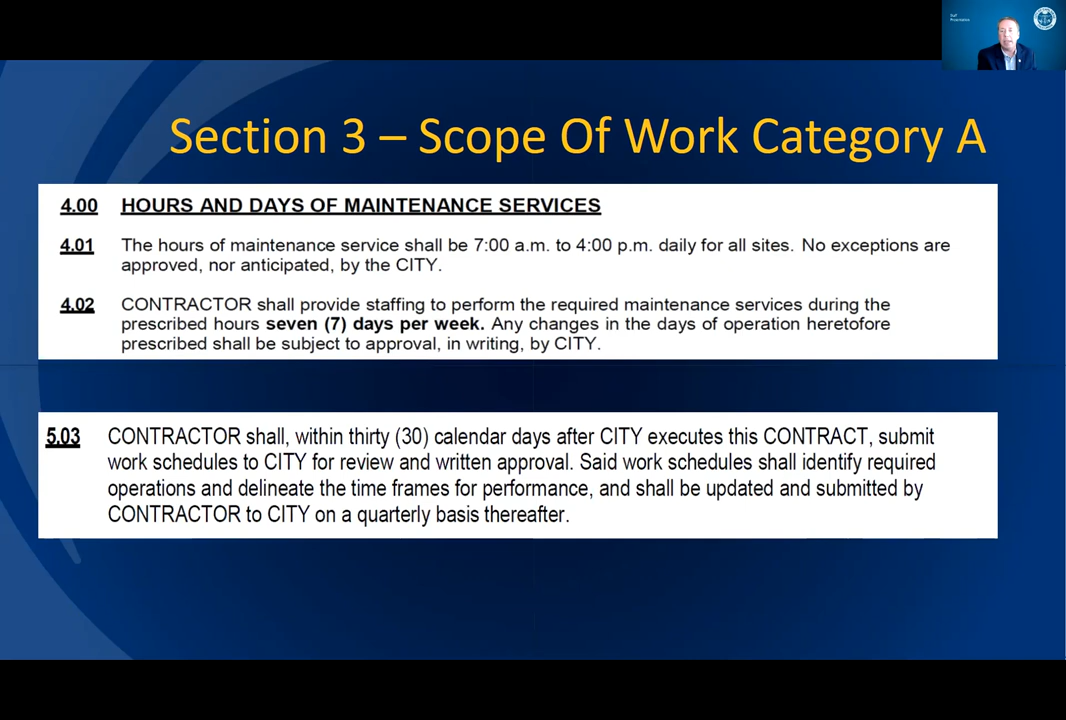 Staff
Presentation
Section 3 – Scope Of Work Category A
4.00 HOURS AND DAYS OF MAINTENANCE SERVICES
4.01 The hours of maintenance service shall be 7:00 a.m. to 4:00 p.m. daily for all sites. No exceptions are
approved, nor anticipated, by the CITY.
4.02 CONTRACTOR shall provide staffing to perform the required maintenance services during the
prescribed hours seven (7) days per week. Any changes in the days of operation heretofore
prescribed shall be subject to approval, in writing, by CITY.
5.03 CONTRACTOR shall, within thirty (30) calendar days after CITY executes this CONTRACT, submit
work schedules to CITY for review and written approval. Said work schedules shall identify required
operations and delineate the time frames for performance, and shall be updated and submitted by
CONTRACTOR to CITY on a quarterly basis thereafter.